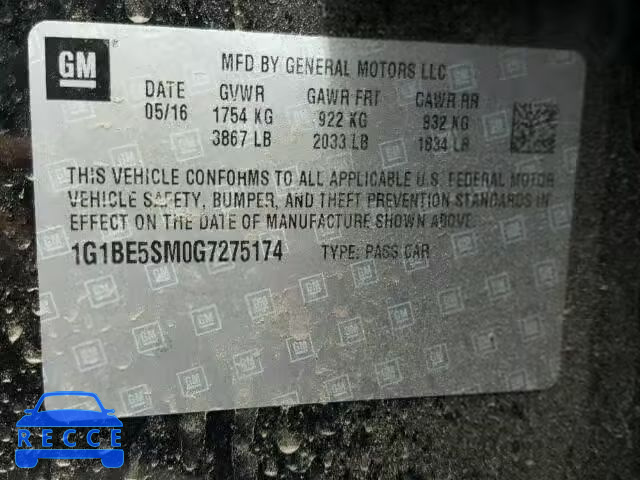 GM
MFD BY GENERAL MOTORS LLC
DATE GVWR GAWR FRT GAWR RR
05/16 1754 KG 922 KG 832 KG
3867 LB 2033 LB 1834 LB
THIS VEHICLE CONFORMS TO ALL APPLICABLE U.S. FEDERAL MOTOR
VEHICLE SAFETY, BUMPER, AND THEFT PREVENTION STANDARDS IN
EFFECT ON THE DATE OF MANUFACTURE SHOWN ABOVE.
1G1BE5SM0G7275174 TYPE: PASS CAR
RECCE